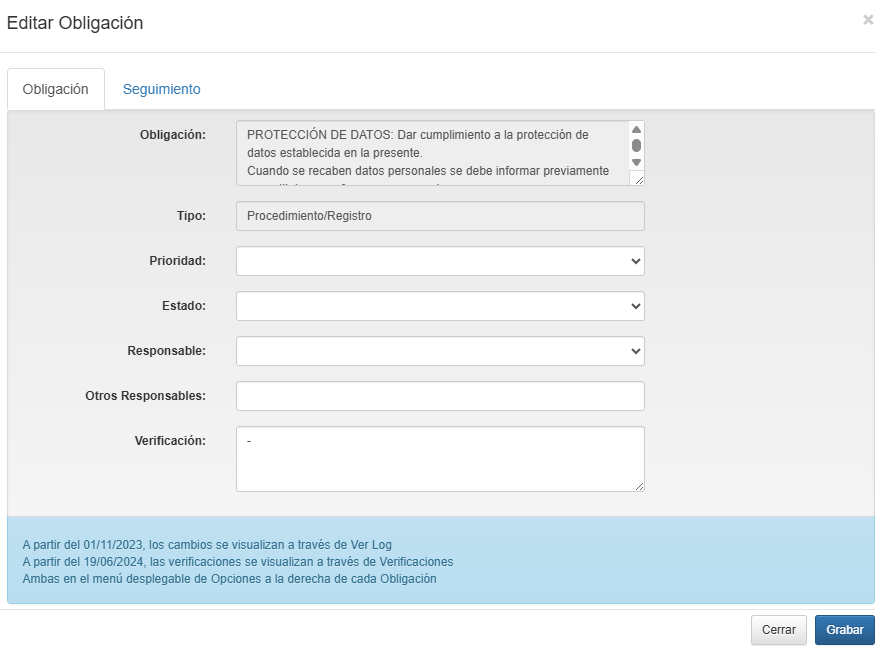 Editar Obligación
×
Obligación
Seguimiento
Obligación:
PROTECCIÓN DE DATOS: Dar cumplimiento a la protección de
datos establecida en la presente.
Cuando se recaben datos personales se debe informar previamente
Tipo:
Procedimiento/Registro
Prioridad:
Estado:
Responsable:
Otros Responsables:
Verificación:
-
A partir del 01/11/2023, los cambios se visualizan a través de Ver Log
A partir del 19/06/2024, las verificaciones se visualizan a través de Verificaciones
Ambas en el menú desplegable de Opciones a la derecha de cada Obligación
Cerrar
Grabar